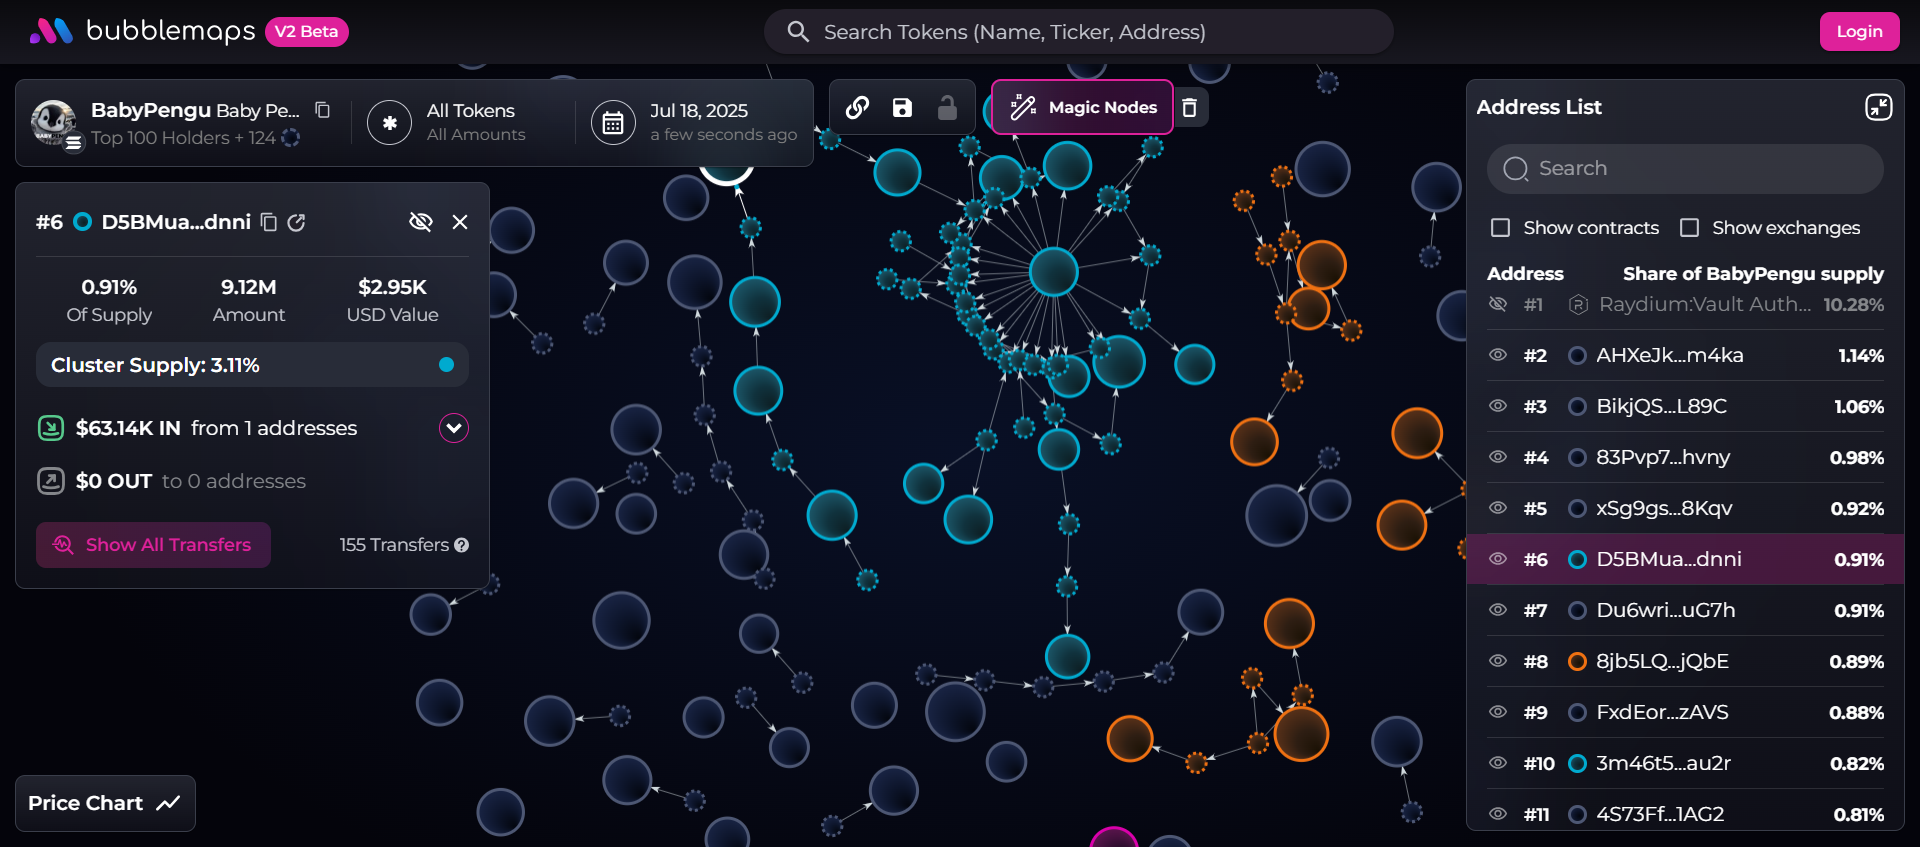 bubblemaps V2 Beta
Search Tokens (Name, Ticker, Address)
Login
BabyPengu Baby Pe...
Top 100 Holders + 124
All Tokens
All Amounts
Jul 18, 2025
a few seconds ago
Magic Nodes
#6 D5BMua...dnni
0.91%
Of Supply
9.12M
Amount
$2.95K
USD Value
Cluster Supply: 3.11%
$63.14K IN from 1 addresses
$0 OUT to 0 addresses
Show All Transfers
155 Transfers
Price Chart
Address List
Search
Show contracts
Show exchanges
Address Share of BabyPengu supply
#1 Raydium:Vault Auth... 10.28%
#2 AHXeJk...m4ka 1.14%
#3 BikjQS...L89C 1.06%
#4 83Pvp7...hvny 0.98%
#5 xSg9gs...8Kqv 0.92%
#6 D5BMua...dnni 0.91%
#7 Du6wri...uG7h 0.91%
#8 8jb5LQ...jQbE 0.89%
#9 FxdEor...zAVS 0.88%
#10 3m46t5...au2r 0.82%
#11 4S73Ff...1AG2 0.81%